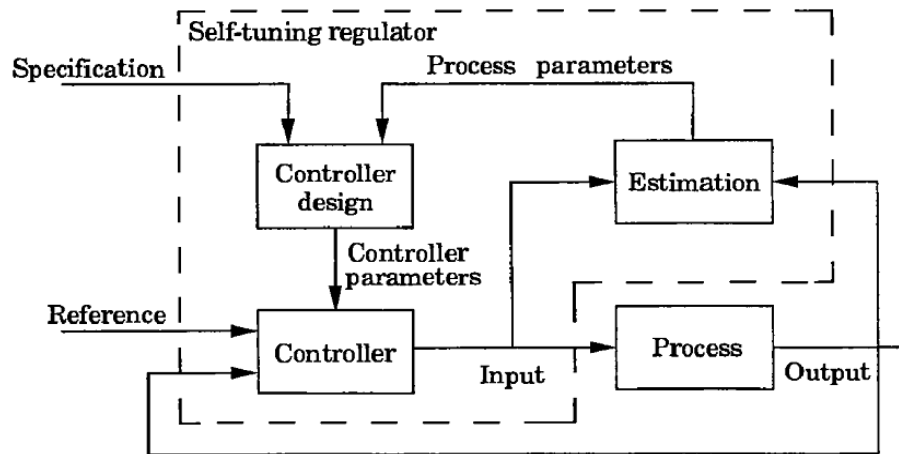 Self-tuning regulator
Specification
Process parameters
Controller
design
Estimation
Controller
parameters
Reference
Controller
Process
Input
Output